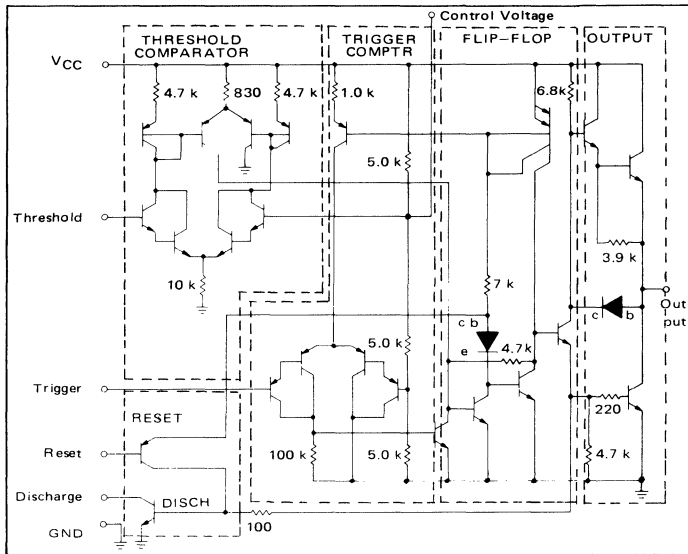 Control Voltage
THRESHOLD
COMPARATOR
TRIGGER
COMPTR
FLIP-FLOP
OUTPUT
VCC
4.7 k
830
4.7 k
1.0 k
6.8k
5.0 k
Threshold
10 k
3.9 k
7 k
Out
put
c b
c
b
5.0 k
e
4.7k
Trigger
RESET
220
Reset
100 k
5.0 k
4.7 k
Discharge
DISCH
100
GND